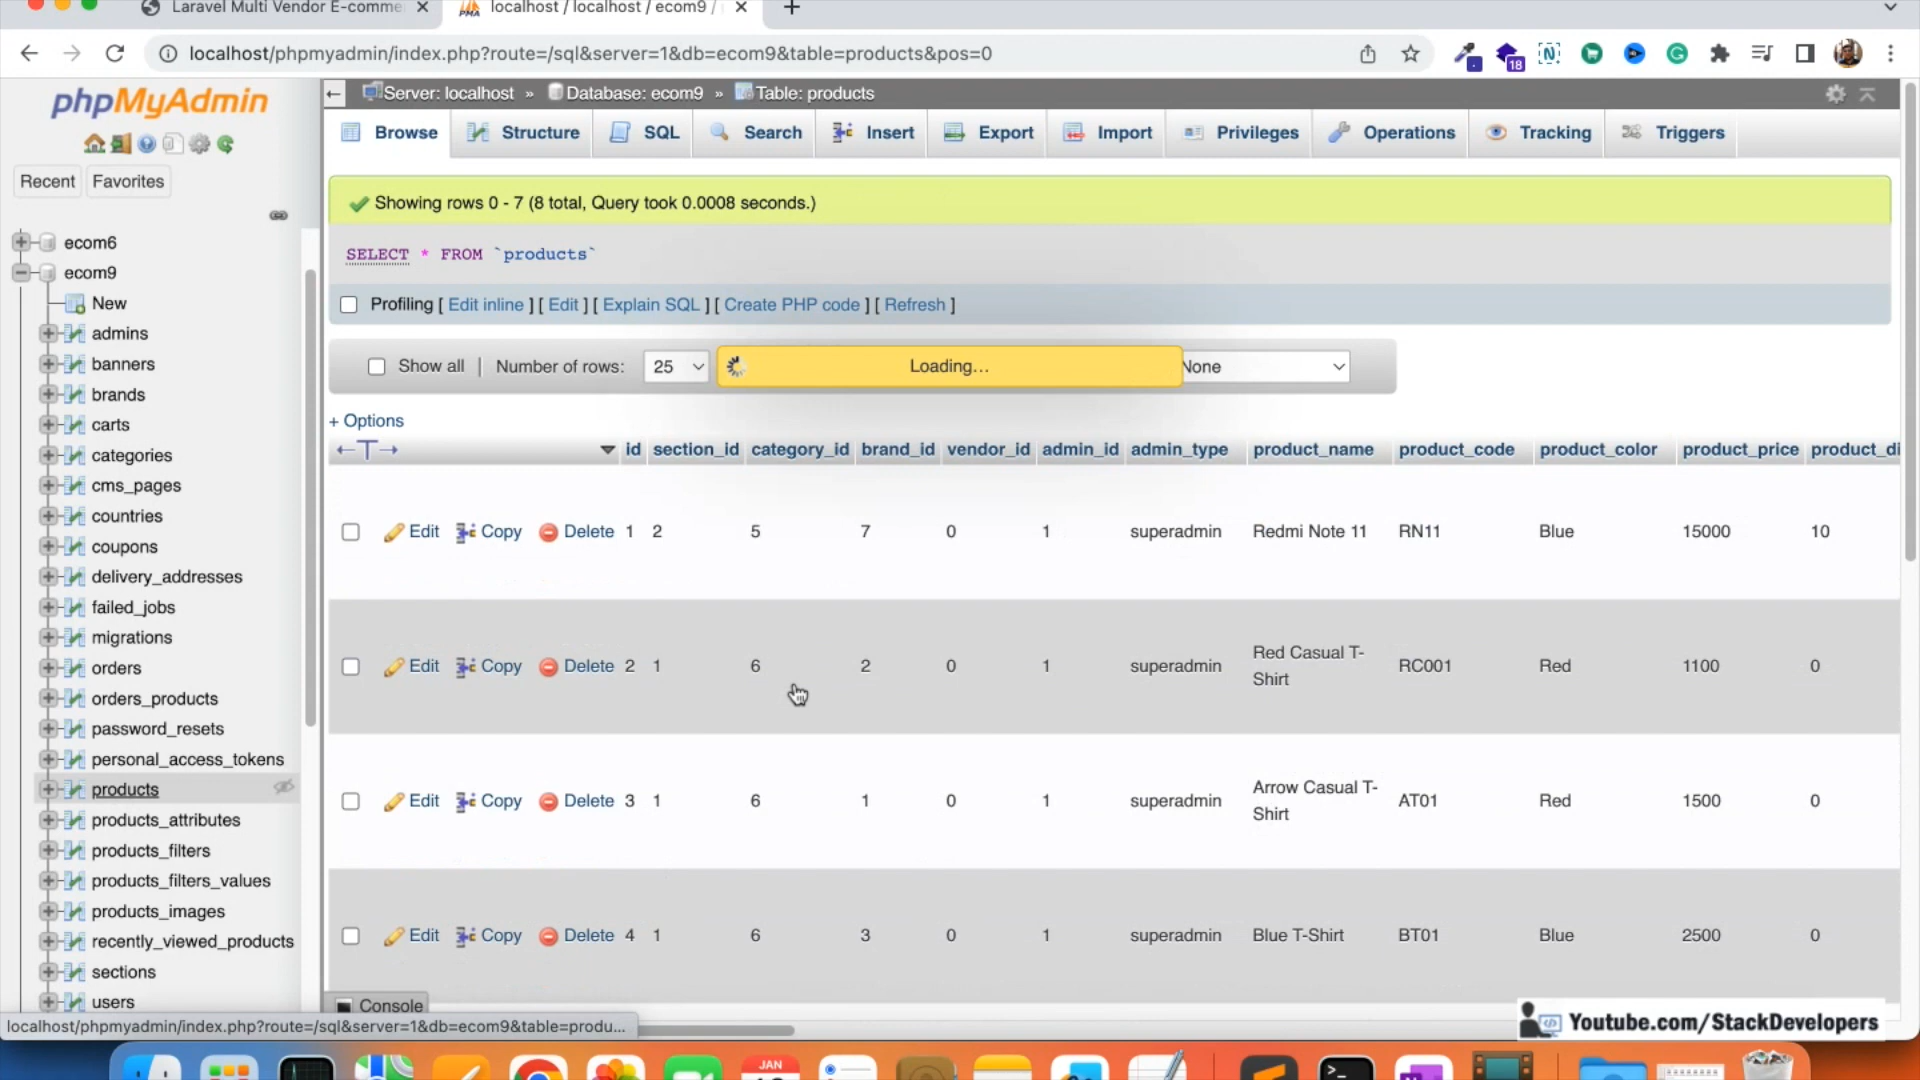 Laravel Multi Vendor E-comme
localhost / localhost / ecom9 /
localhost/phpmyadmin/index.php?route=/sql&server=1&db=ecom9&table=products&pos=0
18
phpMyAdmin
Recent Favorites
ecom6
ecom9
New
admins
banners
brands
carts
categories
cms_pages
countries
coupons
delivery_addresses
failed_jobs
migrations
orders
orders_products
password_resets
personal_access_tokens
products
products_attributes
products_filters
products_filters_values
products_images
recently_viewed_products
sections
users
Server: localhost » Database: ecom9 » Table: products
Browse Structure SQL Search Insert Export Import Privileges Operations Tracking Triggers
Showing rows 0 - 7 (8 total, Query took 0.0008 seconds.)
SELECT * FROM `products`
Profiling [ Edit inline ] [ Edit ] [ Explain SQL ] [ Create PHP code ] [ Refresh ]
Show all | Number of rows: 25 Loading... None
+ Options
id section_id category_id brand_id vendor_id admin_id admin_type product_name product_code product_color product_price product_di
Edit Copy Delete 1 2 5 7 0 1 superadmin Redmi Note 11 RN11 Blue 15000 10
Edit Copy Delete 2 1 6 2 0 1 superadmin Red Casual T-
Shirt RC001 Red 1100 0
Edit Copy Delete 3 1 6 1 0 1 superadmin Arrow Casual T-
Shirt AT01 Red 1500 0
Edit Copy Delete 4 1 6 3 0 1 superadmin Blue T-Shirt BT01 Blue 2500 0
Console
localhost/phpmyadmin/index.php?route=/sql&server=1&db=ecom9&table=produ...
Youtube.com/StackDevelopers
JAN